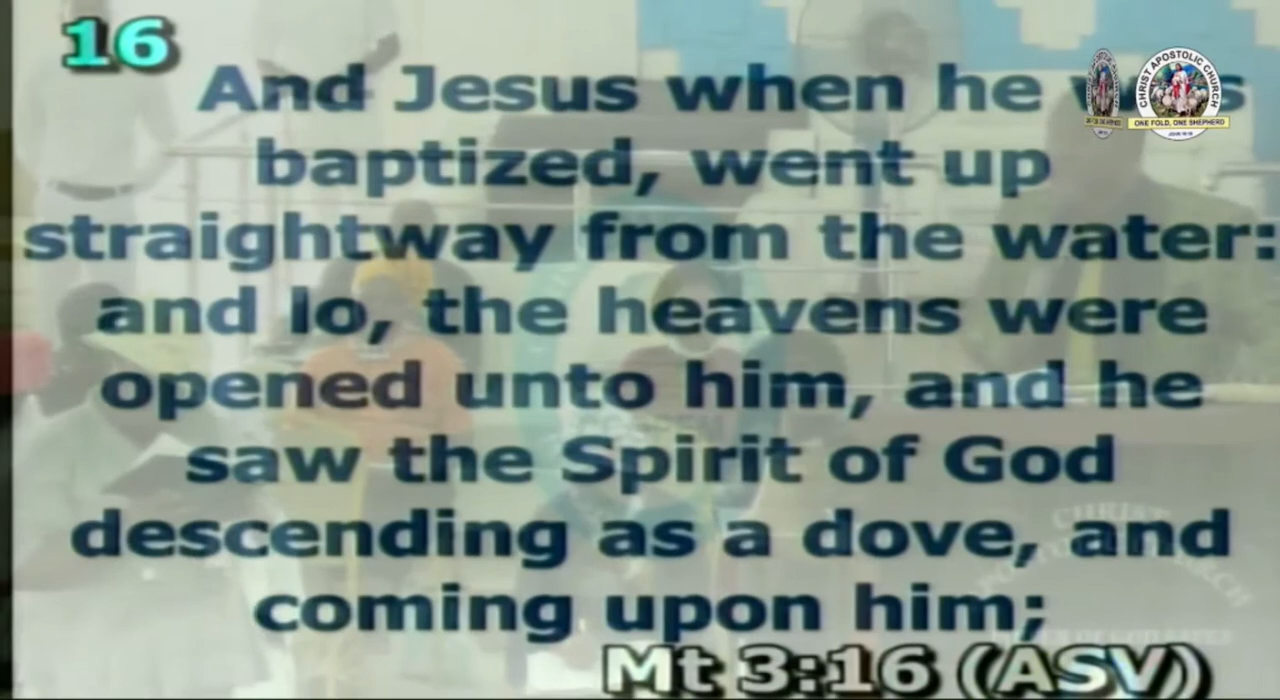 16
And Jesus when he was
baptized, went up
straightway from the water:
and lo, the heavens were
opened unto him, and he
saw the Spirit of God
descending as a dove, and
coming upon him;
Mt 3:16 (ASV)
CHRIST APOSTOLIC CHURCH
ONE FOLD, ONE SHEPHERD
CHRIST